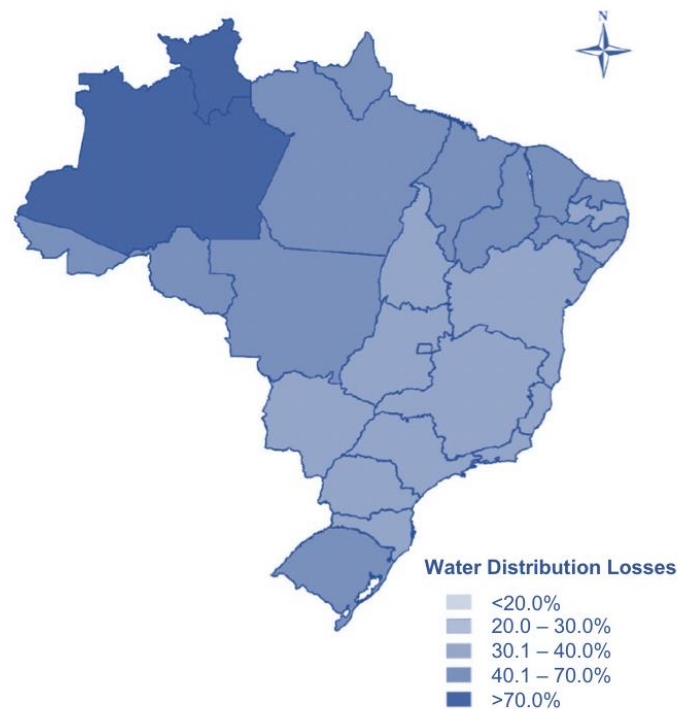 N
Water Distribution Losses
<20.0%
20.0 – 30.0%
30.1 – 40.0%
40.1 – 70.0%
>70.0%